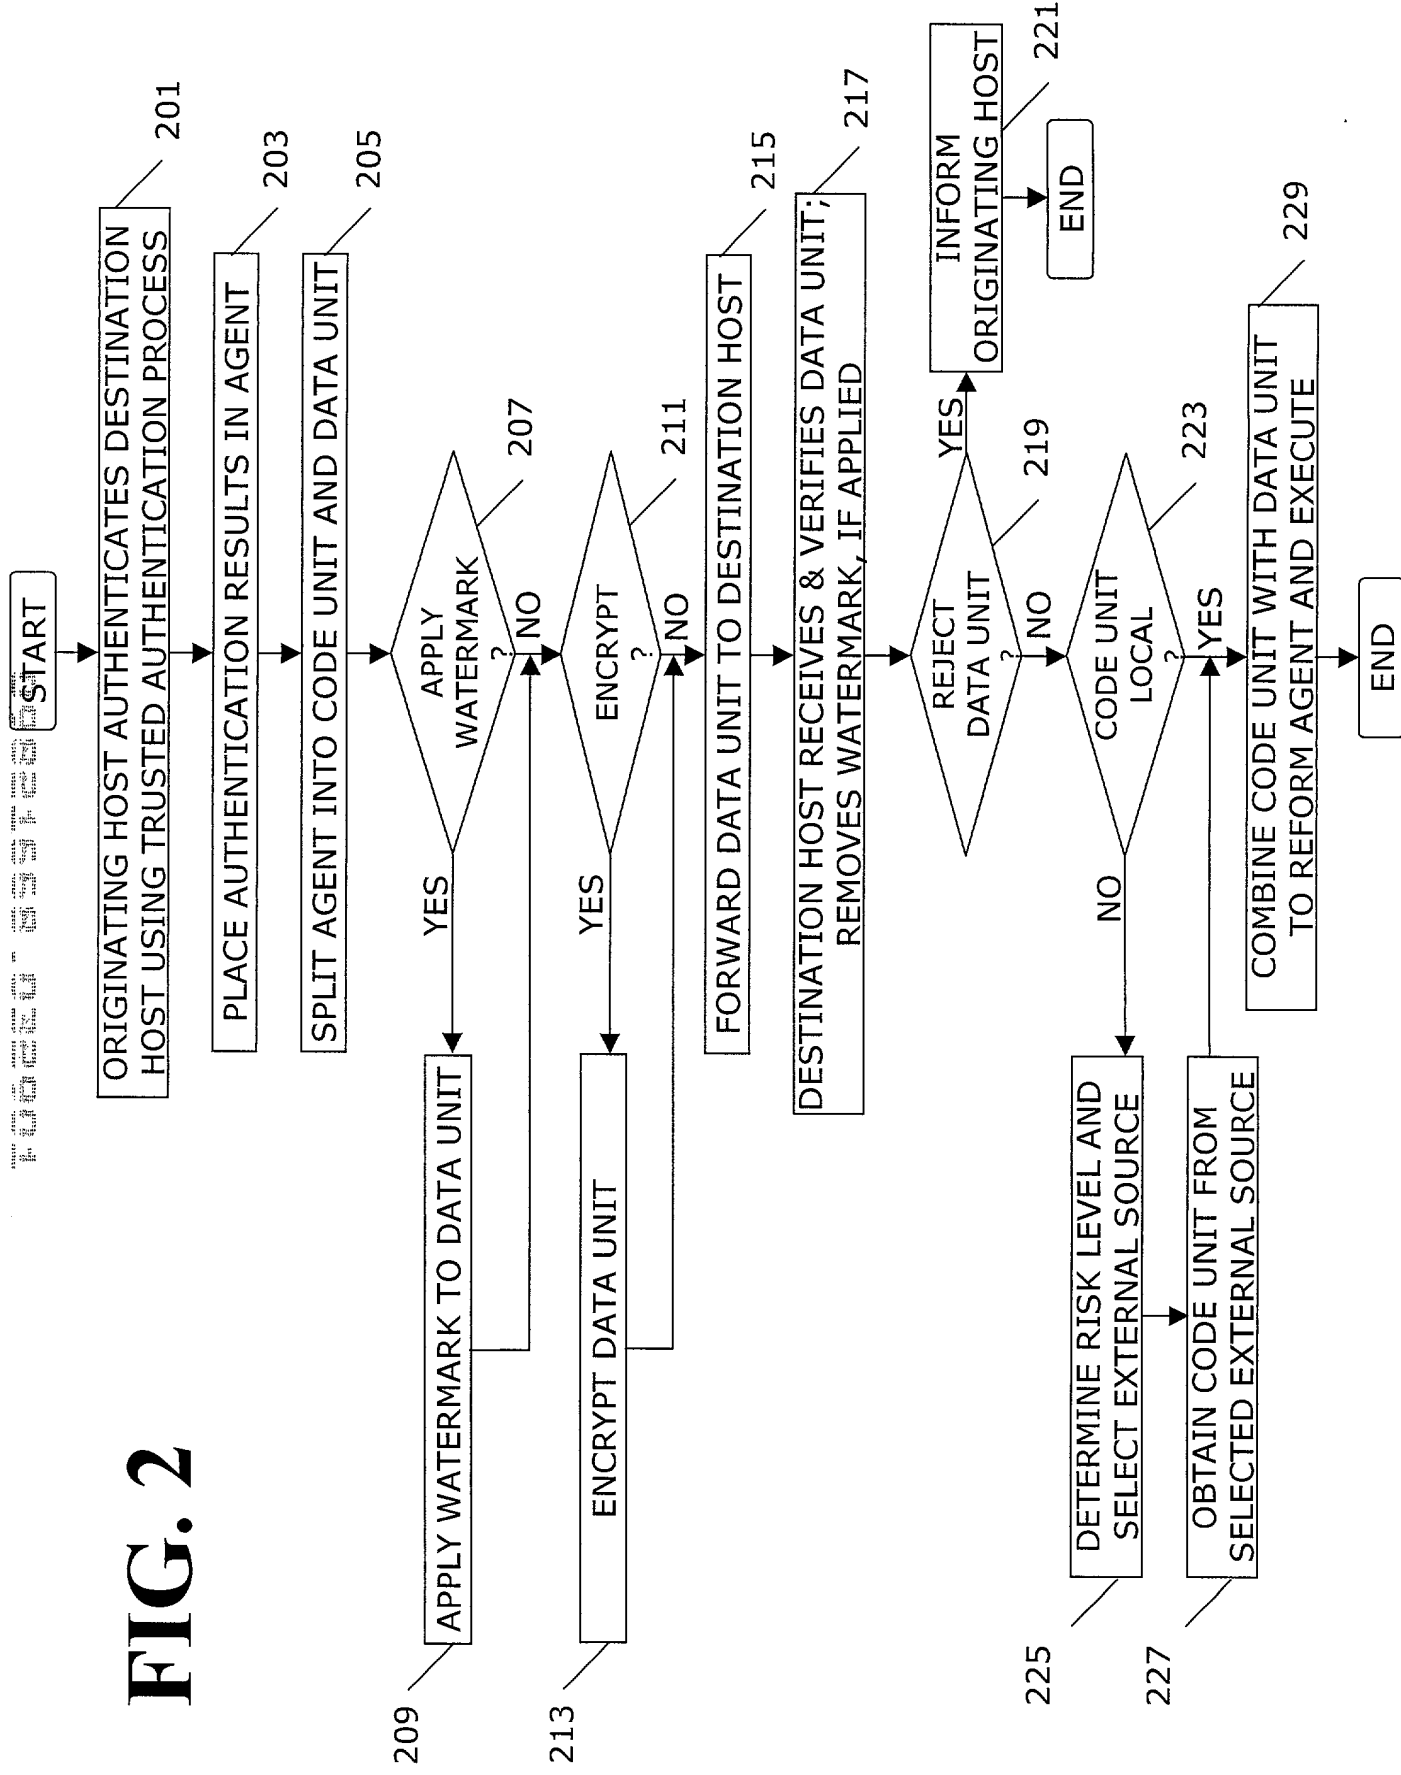 FIG. 2
START
ORIGINATING HOST AUTHENTICATES DESTINATION
HOST USING TRUSTED AUTHENTICATION PROCESS
201
PLACE AUTHENTICATION RESULTS IN AGENT
203
SPLIT AGENT INTO CODE UNIT AND DATA UNIT
205
APPLY
WATERMARK
?
207
YES
NO
APPLY WATERMARK TO DATA UNIT
209
ENCRYPT
?
211
YES
NO
ENCRYPT DATA UNIT
213
FORWARD DATA UNIT TO DESTINATION HOST
215
DESTINATION HOST RECEIVES & VERIFIES DATA UNIT;
REMOVES WATERMARK, IF APPLIED
217
REJECT
DATA UNIT
?
219
YES
NO
INFORM
ORIGINATING HOST
221
END
CODE UNIT
LOCAL
?
223
NO
YES
DETERMINE RISK LEVEL AND
SELECT EXTERNAL SOURCE
225
OBTAIN CODE UNIT FROM
SELECTED EXTERNAL SOURCE
227
COMBINE CODE UNIT WITH DATA UNIT
TO REFORM AGENT AND EXECUTE
229
END